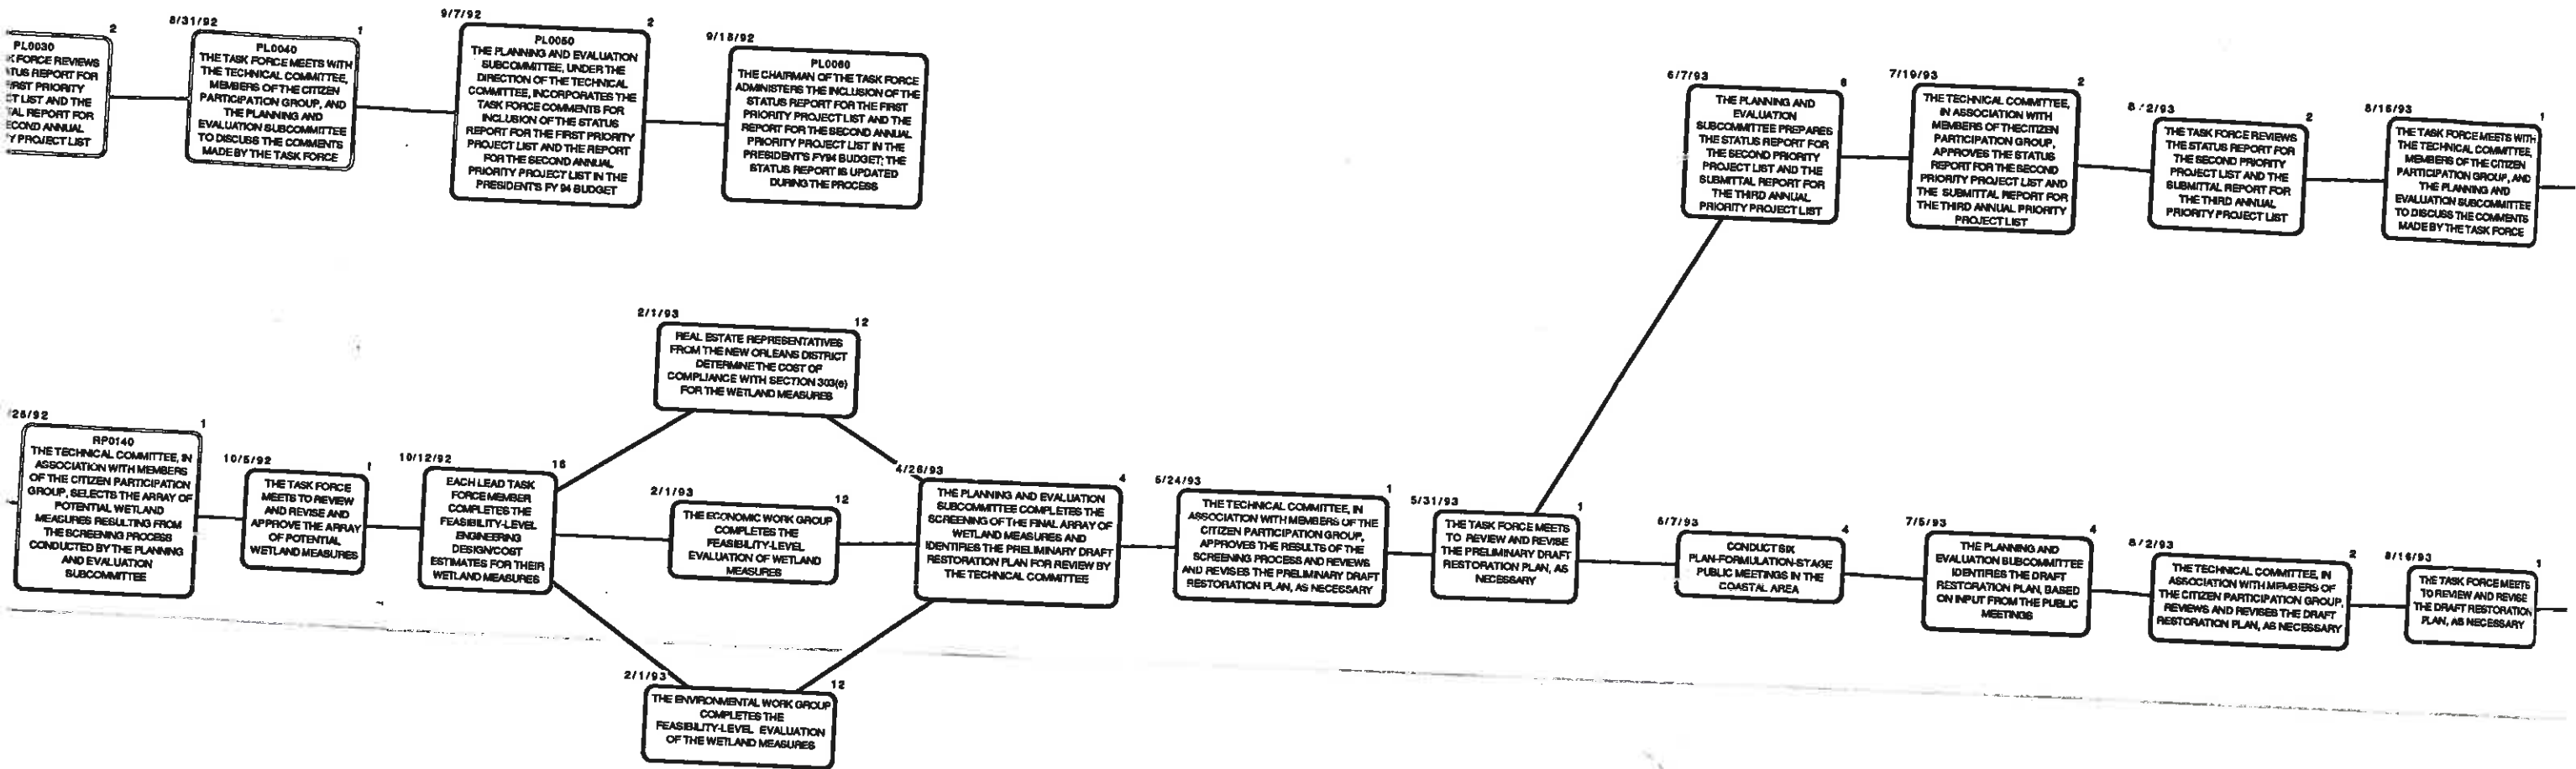 2
PL0030
FORCE REVIEWS
REPORT FOR
PRIORITY
LIST AND THE
REPORT FOR
ANNUAL
PROJECT LIST
8/31/92
1
PL0040
THE TASK FORCE MEETS WITH
THE TECHNICAL COMMITTEE,
MEMBERS OF THE CITIZEN
PARTICIPATION GROUP, AND
THE PLANNING AND
EVALUATION SUBCOMMITTEE
TO DISCUSS THE COMMENTS
MADE BY THE TASK FORCE
9/7/92
2
PL0050
THE PLANNING AND EVALUATION
SUBCOMMITTEE, UNDER THE
DIRECTION OF THE TECHNICAL
COMMITTEE, INCORPORATES THE
TASK FORCE COMMENTS FOR
INCLUSION OF THE STATUS
REPORT FOR THE FIRST PRIORITY
PROJECT LIST AND THE REPORT
FOR THE SECOND ANNUAL
PRIORITY PROJECT LIST IN THE
PRESIDENT'S FY 94 BUDGET
9/18/92
PL0060
THE CHAIRMAN OF THE TASK FORCE
ADMINISTERS THE INCLUSION OF THE
STATUS REPORT FOR THE FIRST
PRIORITY PROJECT LIST AND THE
REPORT FOR THE SECOND ANNUAL
PRIORITY PROJECT LIST IN THE
PRESIDENT'S FY94 BUDGET; THE
STATUS REPORT IS UPDATED
DURING THE PROCESS
6/7/93
6
THE PLANNING AND
EVALUATION
SUBCOMMITTEE PREPARES
THE STATUS REPORT FOR
THE SECOND PRIORITY
PROJECT LIST AND THE
SUBMITTAL REPORT FOR
THE THIRD ANNUAL
PRIORITY PROJECT LIST
7/19/93
2
THE TECHNICAL COMMITTEE,
IN ASSOCIATION WITH
MEMBERS OF THECITIZEN
PARTICIPATION GROUP,
APPROVES THE STATUS
REPORT FOR THE SECOND
PRIORITY PROJECT LIST AND
THE SUBMITTAL REPORT FOR
THE THIRD ANNUAL PRIORITY
PROJECT LIST
8/2/93
2
THE TASK FORCE REVIEWS
THE STATUS REPORT FOR
THE SECOND PRIORITY
PROJECT LIST AND THE
SUBMITTAL REPORT FOR
THE THIRD ANNUAL
PRIORITY PROJECT LIST
8/16/93
1
THE TASK FORCE MEETS WITH
THE TECHNICAL COMMITTEE,
MEMBERS OF THE CITIZEN
PARTICIPATION GROUP, AND
THE PLANNING AND
EVALUATION SUBCOMMITTEE
TO DISCUSS THE COMMENTS
MADE BY THE TASK FORCE
1
RP0140
THE TECHNICAL COMMITTEE, IN
ASSOCIATION WITH MEMBERS
OF THE CITIZEN PARTICIPATION
GROUP, SELECTS THE ARRAY OF
POTENTIAL WETLAND
MEASURES RESULTING FROM
THE SCREENING PROCESS
CONDUCTED BY THE PLANNING
AND EVALUATION
SUBCOMMITTEE
10/5/92
1
THE TASK FORCE
MEETS TO REVIEW
AND REVISE AND
APPROVE THE ARRAY
OF POTENTIAL
WETLAND MEASURES
10/12/92
16
EACH LEAD TASK
FORCE MEMBER
COMPLETES THE
FEASIBILITY-LEVEL
ENGINEERING
DESIGN/COST
ESTIMATES FOR THEIR
WETLAND MEASURES
2/1/93
12
REAL ESTATE REPRESENTATIVES
FROM THE NEW ORLEANS DISTRICT
DETERMINE THE COST OF
COMPLIANCE WITH SECTION 303(e)
FOR THE WETLAND MEASURES
2/1/93
12
THE ECONOMIC WORK GROUP
COMPLETES THE
FEASIBILITY-LEVEL
EVALUATION OF WETLAND
MEASURES
2/1/93
12
THE ENVIRONMENTAL WORK GROUP
COMPLETES THE
FEASIBILITY-LEVEL EVALUATION
OF THE WETLAND MEASURES
4/26/93
4
THE PLANNING AND EVALUATION
SUBCOMMITTEE COMPLETES THE
SCREENING OF THE FINAL ARRAY OF
WETLAND MEASURES AND
IDENTIFIES THE PRELIMINARY DRAFT
RESTORATION PLAN FOR REVIEW BY
THE TECHNICAL COMMITTEE
5/24/93
1
THE TECHNICAL COMMITTEE, IN
ASSOCIATION WITH MEMBERS OF THE
CITIZEN PARTICIPATION GROUP,
APPROVES THE RESULTS OF THE
SCREENING PROCESS AND REVIEWS
AND REVISES THE PRELIMINARY DRAFT
RESTORATION PLAN, AS NECESSARY
5/31/93
1
THE TASK FORCE MEETS
TO REVIEW AND REVISE
THE PRELIMINARY DRAFT
RESTORATION PLAN, AS
NECESSARY
6/7/93
4
CONDUCT SIX
PLAN-FORMULATION-STAGE
PUBLIC MEETINGS IN THE
COASTAL AREA
7/5/93
4
THE PLANNING AND
EVALUATION SUBCOMMITTEE
IDENTIFIES THE DRAFT
RESTORATION PLAN, BASED
ON INPUT FROM THE PUBLIC
MEETINGS
8/2/93
2
THE TECHNICAL COMMITTEE, IN
ASSOCIATION WITH MEMBERS OF
THE CITIZEN PARTICIPATION GROUP,
REVIEWS AND REVISES THE DRAFT
RESTORATION PLAN, AS NECESSARY
8/16/93
1
THE TASK FORCE MEETS
TO REVIEW AND REVISE
THE DRAFT RESTORATION
PLAN, AS NECESSARY